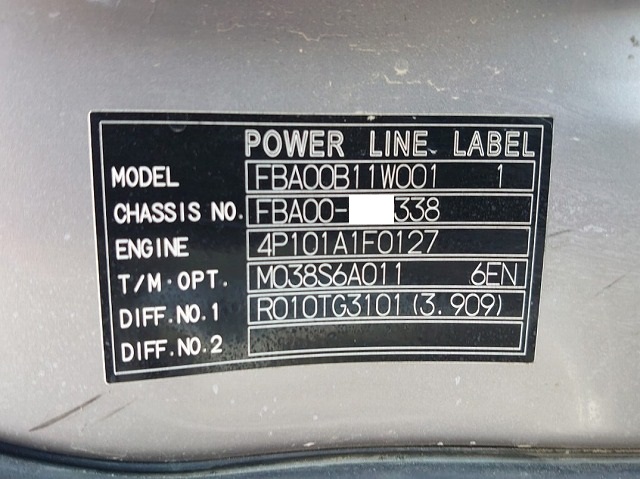 POWER LINE LABEL
MODEL FBA00B11W001 1
CHASSIS NO. FBA00- 338
ENGINE 4P101A1F0127
T/M·OPT. M038S6A011 6EN
DIFF.NO.1 R010TG3101(3.909)
DIFF.NO.2